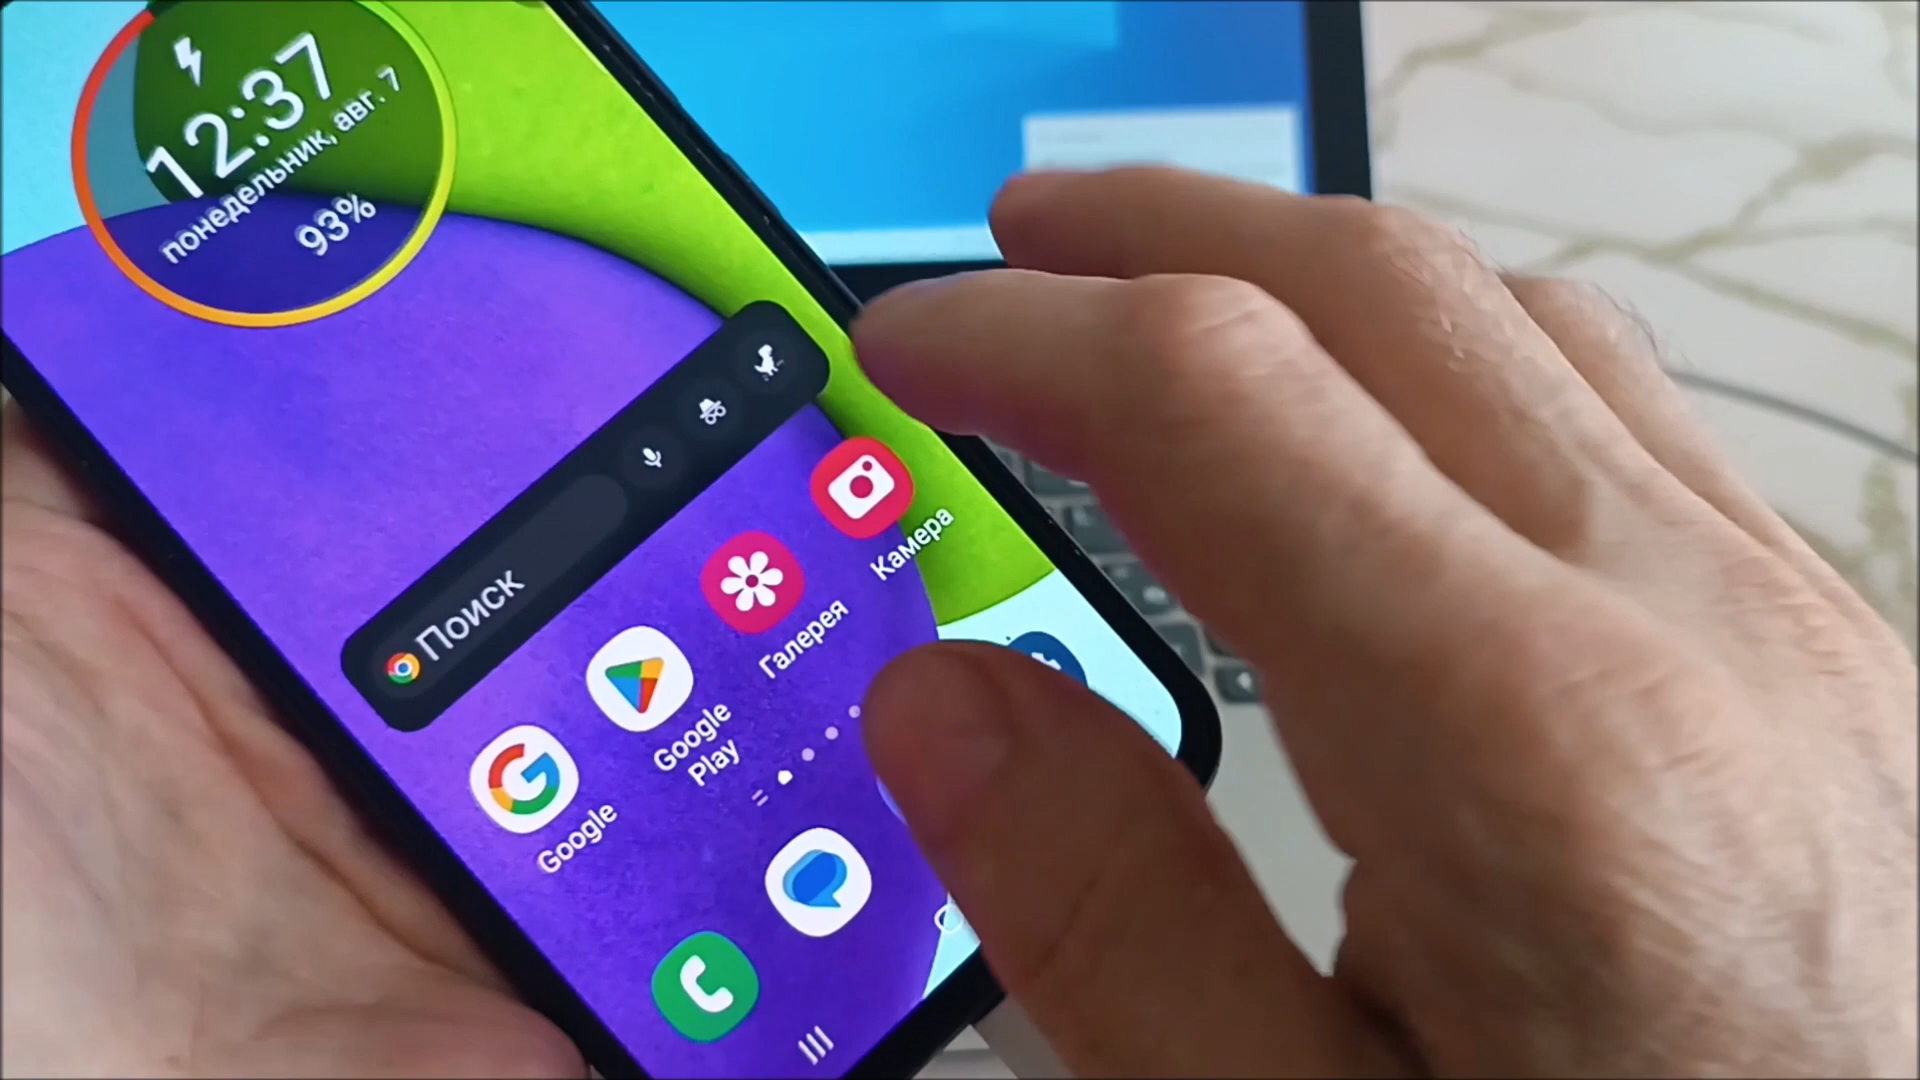 12:37
понедельник, авг. 7
93%
Поиск
Камера
Галерея
Google
Play
Google